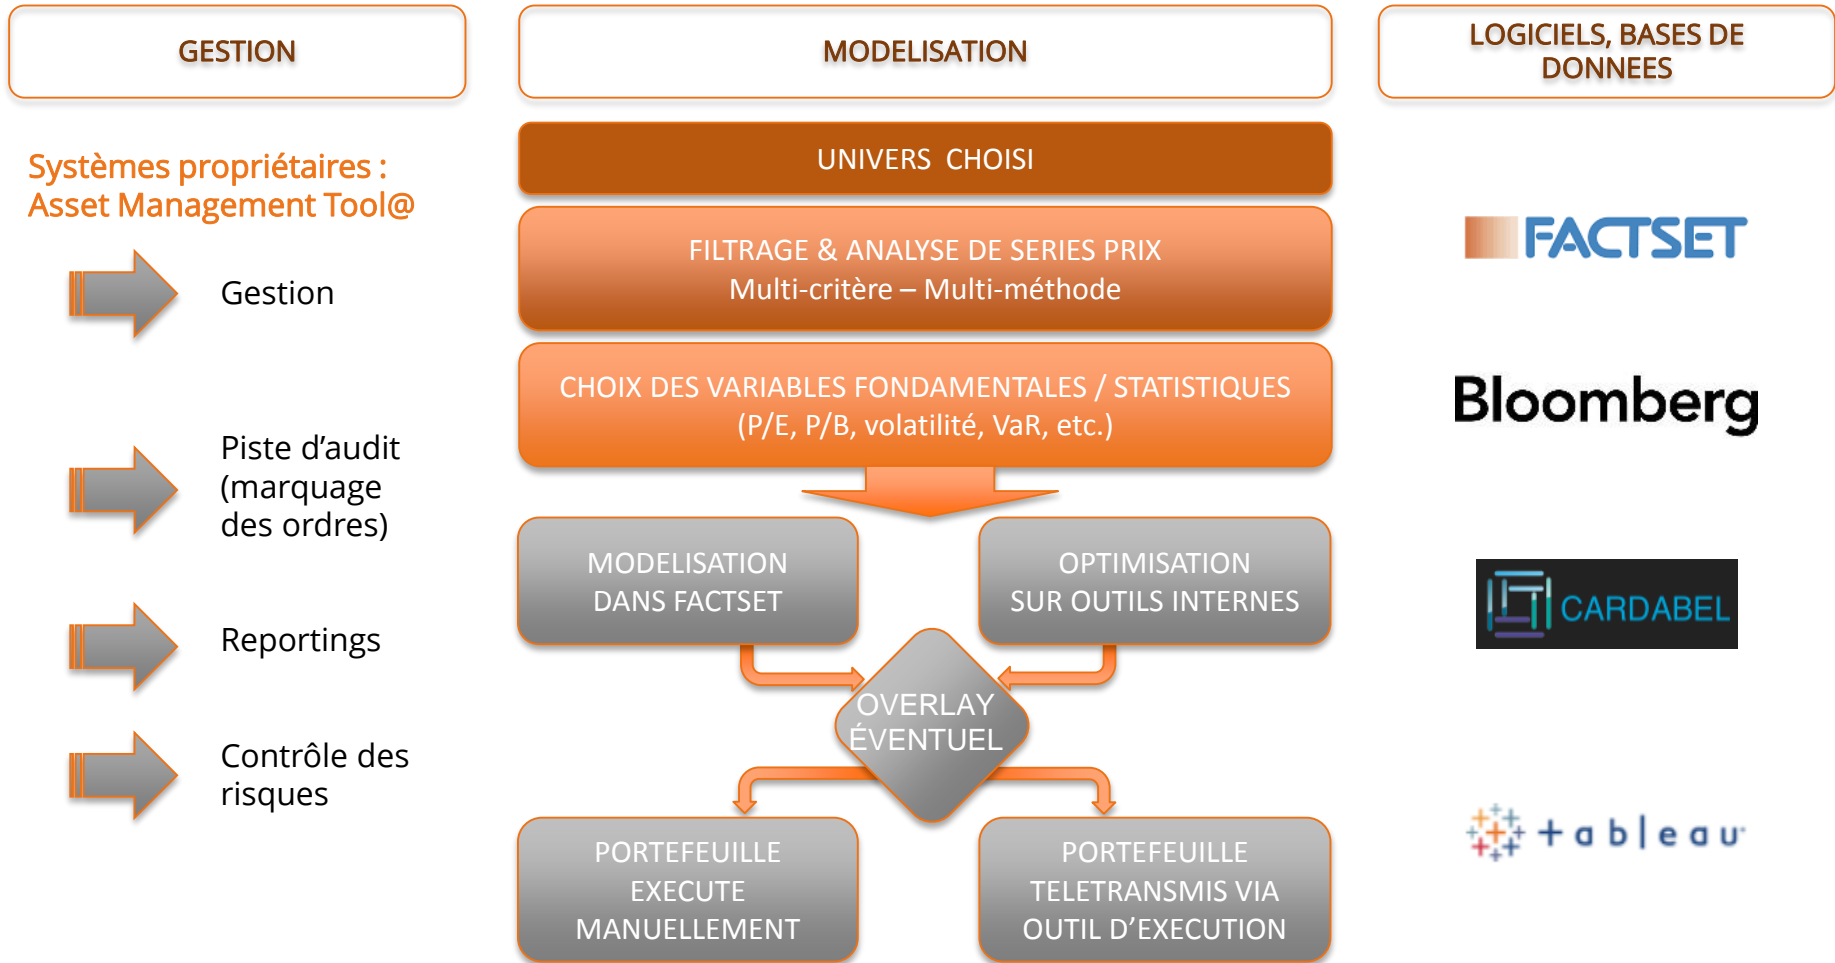 GESTION
Systèmes propriétaires :
Asset Management Tool@
Gestion
Piste d’audit
(marquage
des ordres)
Reportings
Contrôle des
risques
MODELISATION
UNIVERS CHOISI
FILTRAGE & ANALYSE DE SERIES PRIX
Multi-critère – Multi-méthode
CHOIX DES VARIABLES FONDAMENTALES / STATISTIQUES
(P/E, P/B, volatilité, VaR, etc.)
MODELISATION
DANS FACTSET
OPTIMISATION
SUR OUTILS INTERNES
OVERLAY
ÉVENTUEL
PORTEFEUILLE
EXECUTE
MANUELLEMENT
PORTEFEUILLE
TELETRANSMIS VIA
OUTIL D’EXECUTION
LOGICIELS, BASES DE
DONNEES
FACTSET
Bloomberg
CARDABEL
+ableau